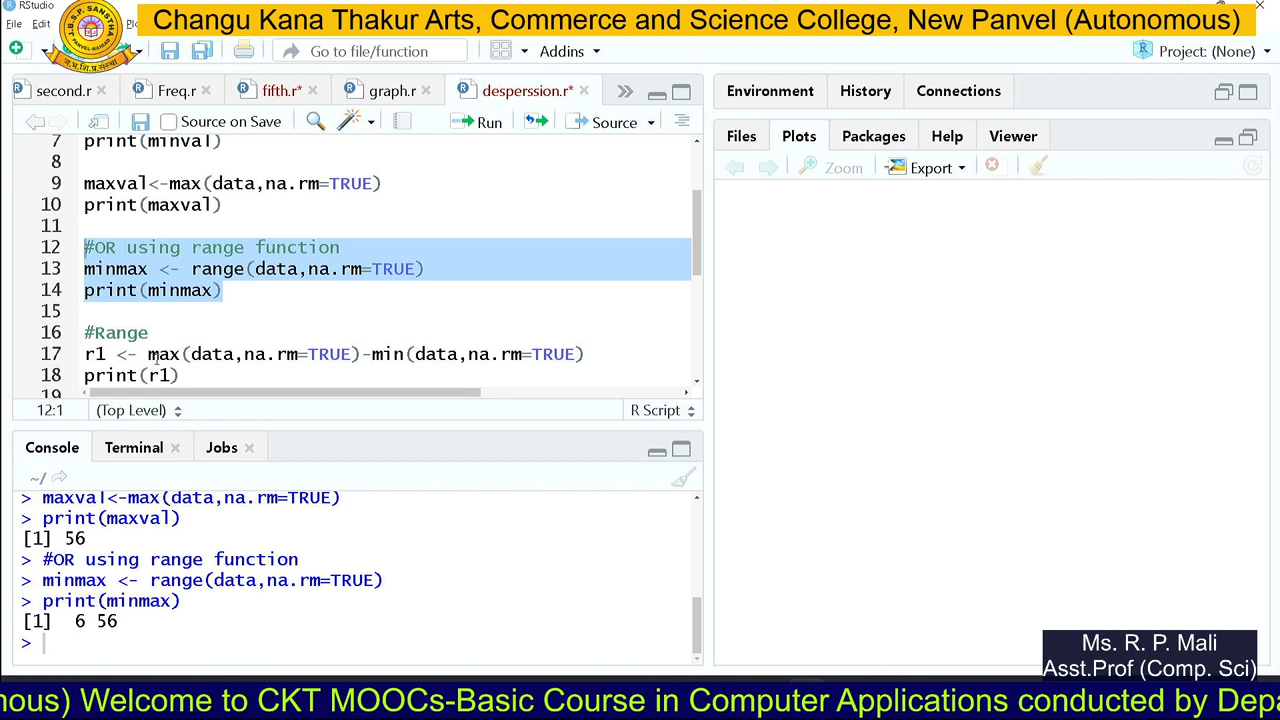 RStudio
Changu Kana Thakur Arts, Commerce and Science College, New Panvel (Autonomous)
File Edit
Go to file/function
Addins
Project: (None)
second.r
Freq.r
fifth.r*
graph.r
desperssion.r*
Source on Save
Run
Source
7 print(minval)
8
9 maxval<-max(data,na.rm=TRUE)
10 print(maxval)
11
12 #OR using range function
13 minmax <- range(data,na.rm=TRUE)
14 print(minmax)
15
16 #Range
17 r1 <- max(data,na.rm=TRUE)-min(data,na.rm=TRUE)
18 print(r1)
19
12:1 (Top Level) R Script
Environment History Connections
Files Plots Packages Help Viewer
Zoom Export
Console Terminal Jobs
~/
> maxval<-max(data,na.rm=TRUE)
> print(maxval)
[1] 56
> #OR using range function
> minmax <- range(data,na.rm=TRUE)
> print(minmax)
[1]  6 56
>
Ms. R. P. Mali
Asst.Prof (Comp. Sci)
mous) Welcome to CKT MOOCs-Basic Course in Computer Applications conducted by Depa